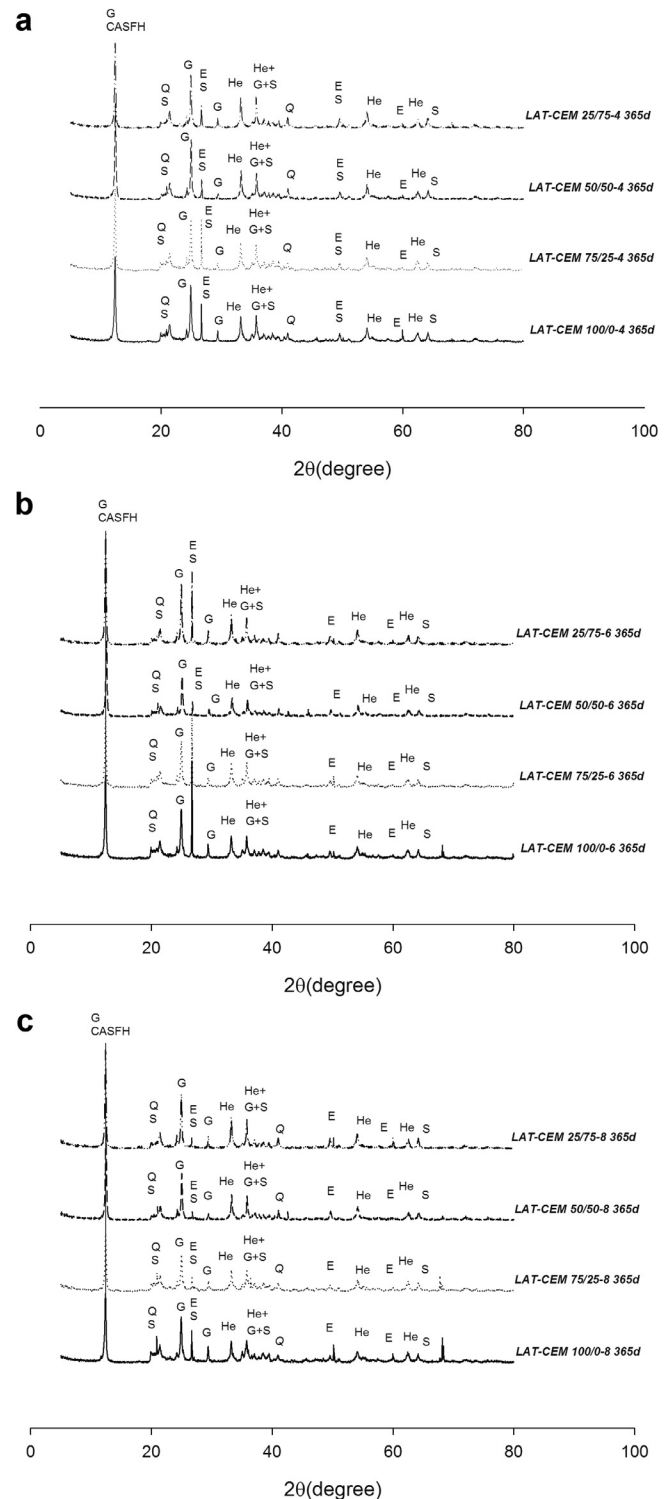 a
G
CASFH
Q
S
G
E
S
G
He
He+
G+S
Q
E
S
He
E
He
S
LAT-CEM 25/75-4 365d
Q
S
G
E
S
G
He
He+
G+S
Q
E
S
He
E
He
S
LAT-CEM 50/50-4 365d
Q
S
G
E
S
G
He
He+
G+S
Q
E
S
He
E
He
S
LAT-CEM 75/25-4 365d
Q
S
G
E
S
G
He
He+
G+S
Q
E
S
He
E
He
S
LAT-CEM 100/0-4 365d
0 20 40 60 80 100
2θ(degree)
b
G
CASFH
Q
S
G
E
S
G
He
He+
G+S
E
He
E
He
S
LAT-CEM 25/75-6 365d
Q
S
G
E
S
G
He
He+
G+S
E
He
E
He
S
LAT-CEM 50/50-6 365d
Q
S
G
G
He
He+
G+S
E
He
E
He
S
LAT-CEM 75/25-6 365d
Q
S
G
G
He
He+
G+S
E
He
E
He
S
LAT-CEM 100/0-6 365d
0 20 40 60 80 100
2θ(degree)
c
G
CASFH
Q
S
G
E
S
G
He
He+
G+S
Q
E
He
E
He
S
LAT-CEM 25/75-8 365d
Q
S
G
E
S
G
He
He+
G+S
Q
E
He
E
He
S
LAT-CEM 50/50-8 365d
Q
S
G
E
S
G
He
He+
G+S
Q
E
He
E
He
S
LAT-CEM 75/25-8 365d
Q
S
G
E
S
G
He
He+
G+S
Q
E
He
E
He
S
LAT-CEM 100/0-8 365d
0 20 40 60 80 100
2θ(degree)